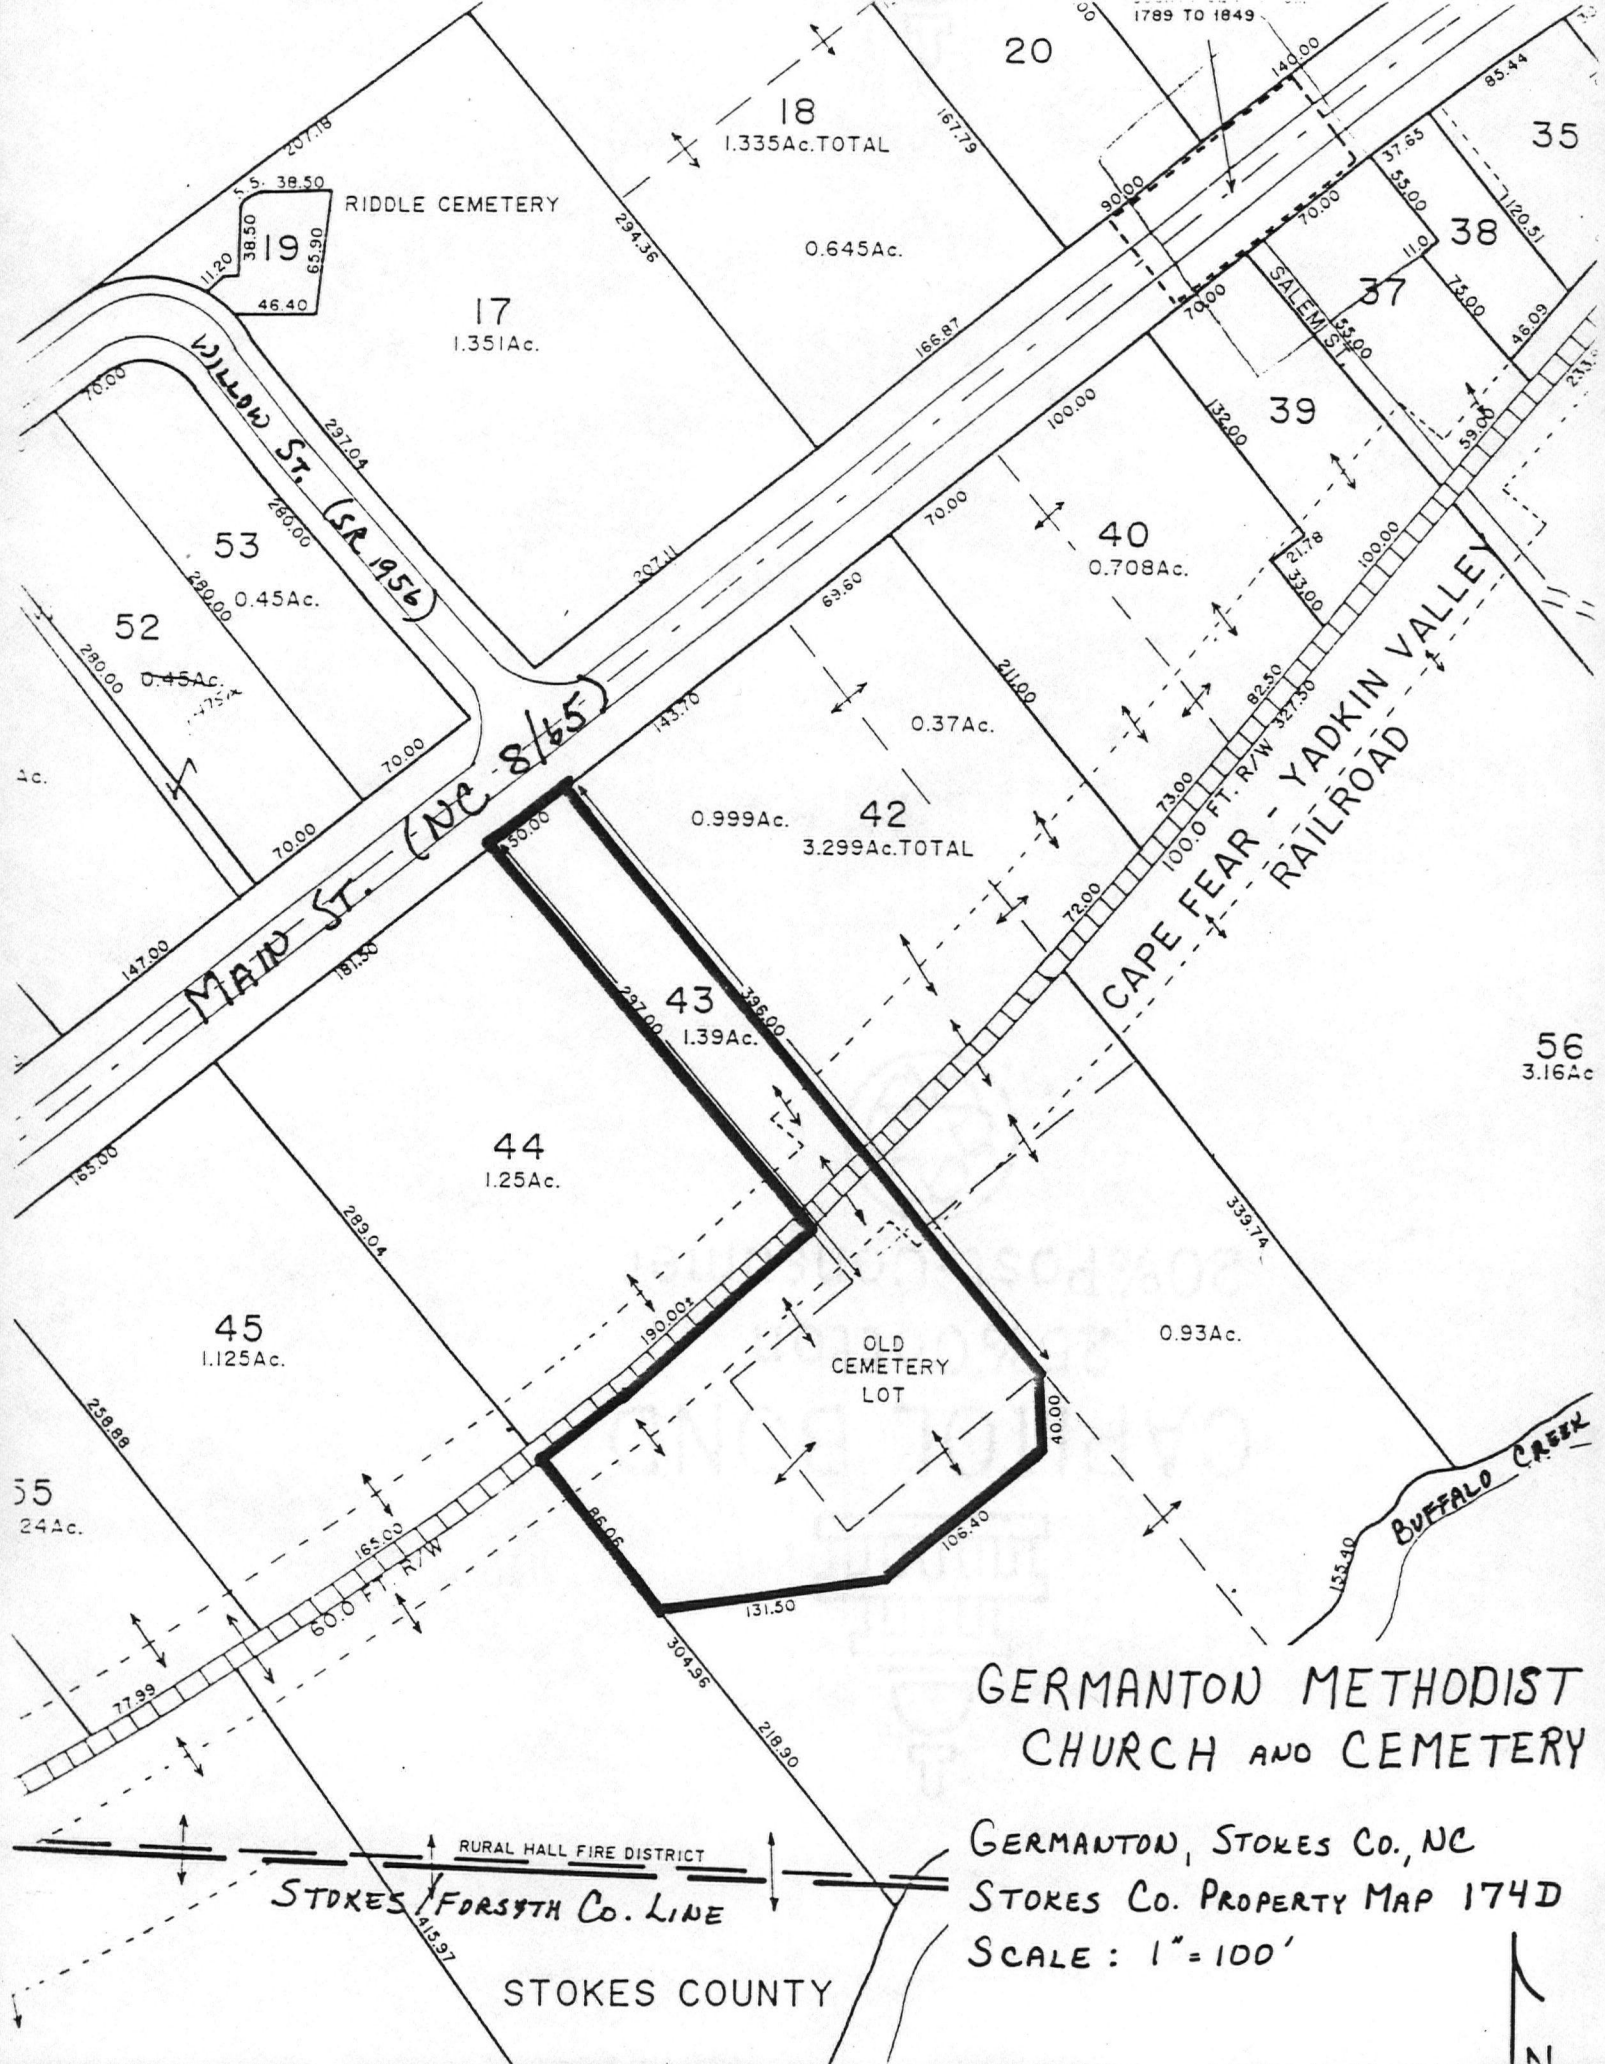 1789 TO 1849
20
140.00
85.44
18
1.335Ac.TOTAL
167.79
35
207.18
37.65
55.00
S.S. 38.50
RIDDLE CEMETERY
90.00
70.00
120.51
38
38.50
19
65.90
294.36
0.645Ac.
11.0
11.20
SALEM ST.
37
75.00
46.40
17
1.351Ac.
70.00
55.00
46.09
166.87
233.
WILLOW ST. (SR 1956)
70.00
297.04
100.00
132.00
39
59.00
280.00
70.00
40
0.708Ac.
21.78
100.00
53
0.45Ac.
207.11
69.60
33.00
52
0.45Ac.
280.00
280.00
211.00
82.50
327.50
143.70
0.37Ac.
70.00
Ac.
MAIN ST. (NC 8/65)
50.00
0.999Ac.
42
3.299Ac.TOTAL
73.00
100.0 FT. R/W
CAPE FEAR - YADKIN VALLEY
RAILROAD
70.00
72.00
147.00
181.50
297.00
43
1.39Ac.
396.00
56
3.16Ac
165.00
44
1.25Ac.
289.04
339.74
190.00±
45
1.125Ac.
OLD
CEMETERY
LOT
0.93Ac.
258.88
40.00
BUFFALO CREEK
55
24Ac.
165.00
60.0 FT. R/W
86.06
106.40
155.40
131.50
304.96
77.99
218.90
GERMANTON METHODIST
CHURCH AND CEMETERY
RURAL HALL FIRE DISTRICT
STOKES/FORSYTH CO. LINE
415.97
GERMANTON, STOKES CO., NC
STOKES CO. PROPERTY MAP 174D
SCALE: 1"=100'
STOKES COUNTY
N